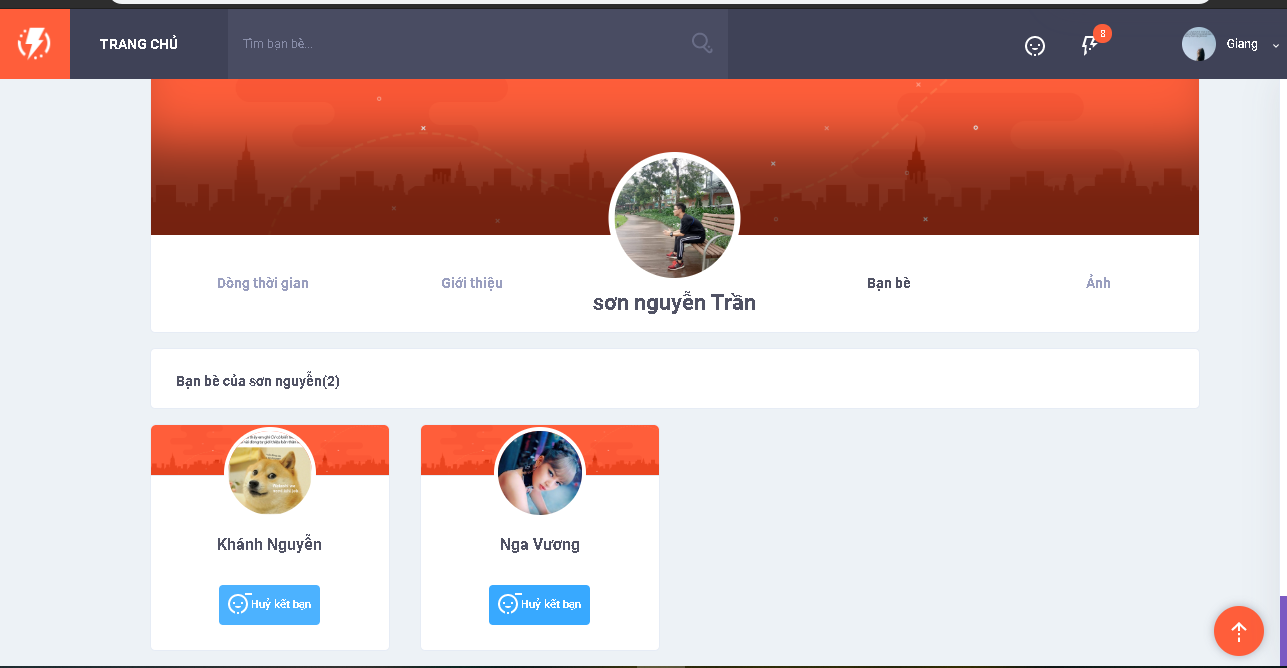 TRANG CHỦ
Tìm bạn bè...
8
Giang
Dòng thời gian
Giới thiệu
sơn nguyễn Trần
Bạn bè
Ảnh
Bạn bè của sơn nguyễn(2)
Khánh Nguyễn
Nga Vương
Huỷ kết bạn
Huỷ kết bạn